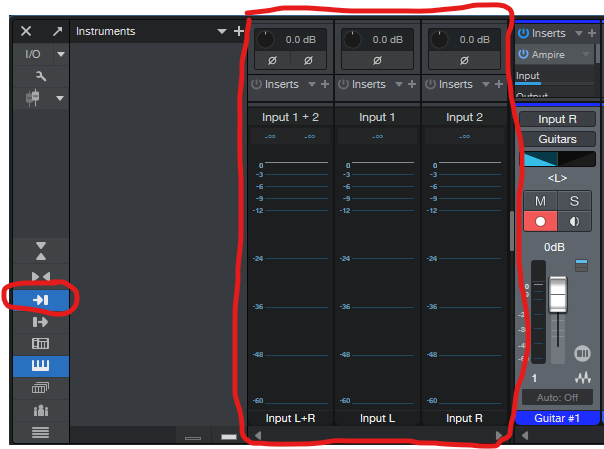 Instruments
I/O
0.0 dB
0.0 dB
0.0 dB
ø ø
ø
ø
Inserts
Inserts
Inserts
Input 1 + 2
Input 1
Input 2
-∞ -∞
-∞
-∞
0
-3
-6
-9
-12
-24
-36
-48
-60
0
-3
-6
-9
-12
-24
-36
-48
-60
0
-3
-6
-9
-12
-24
-36
-48
-60
Input L+R
Input L
Input R
Inserts
Ampire
Input
Output
Input R
Guitars
<L>
M S
0dB
1
Auto: Off
Guitar #1